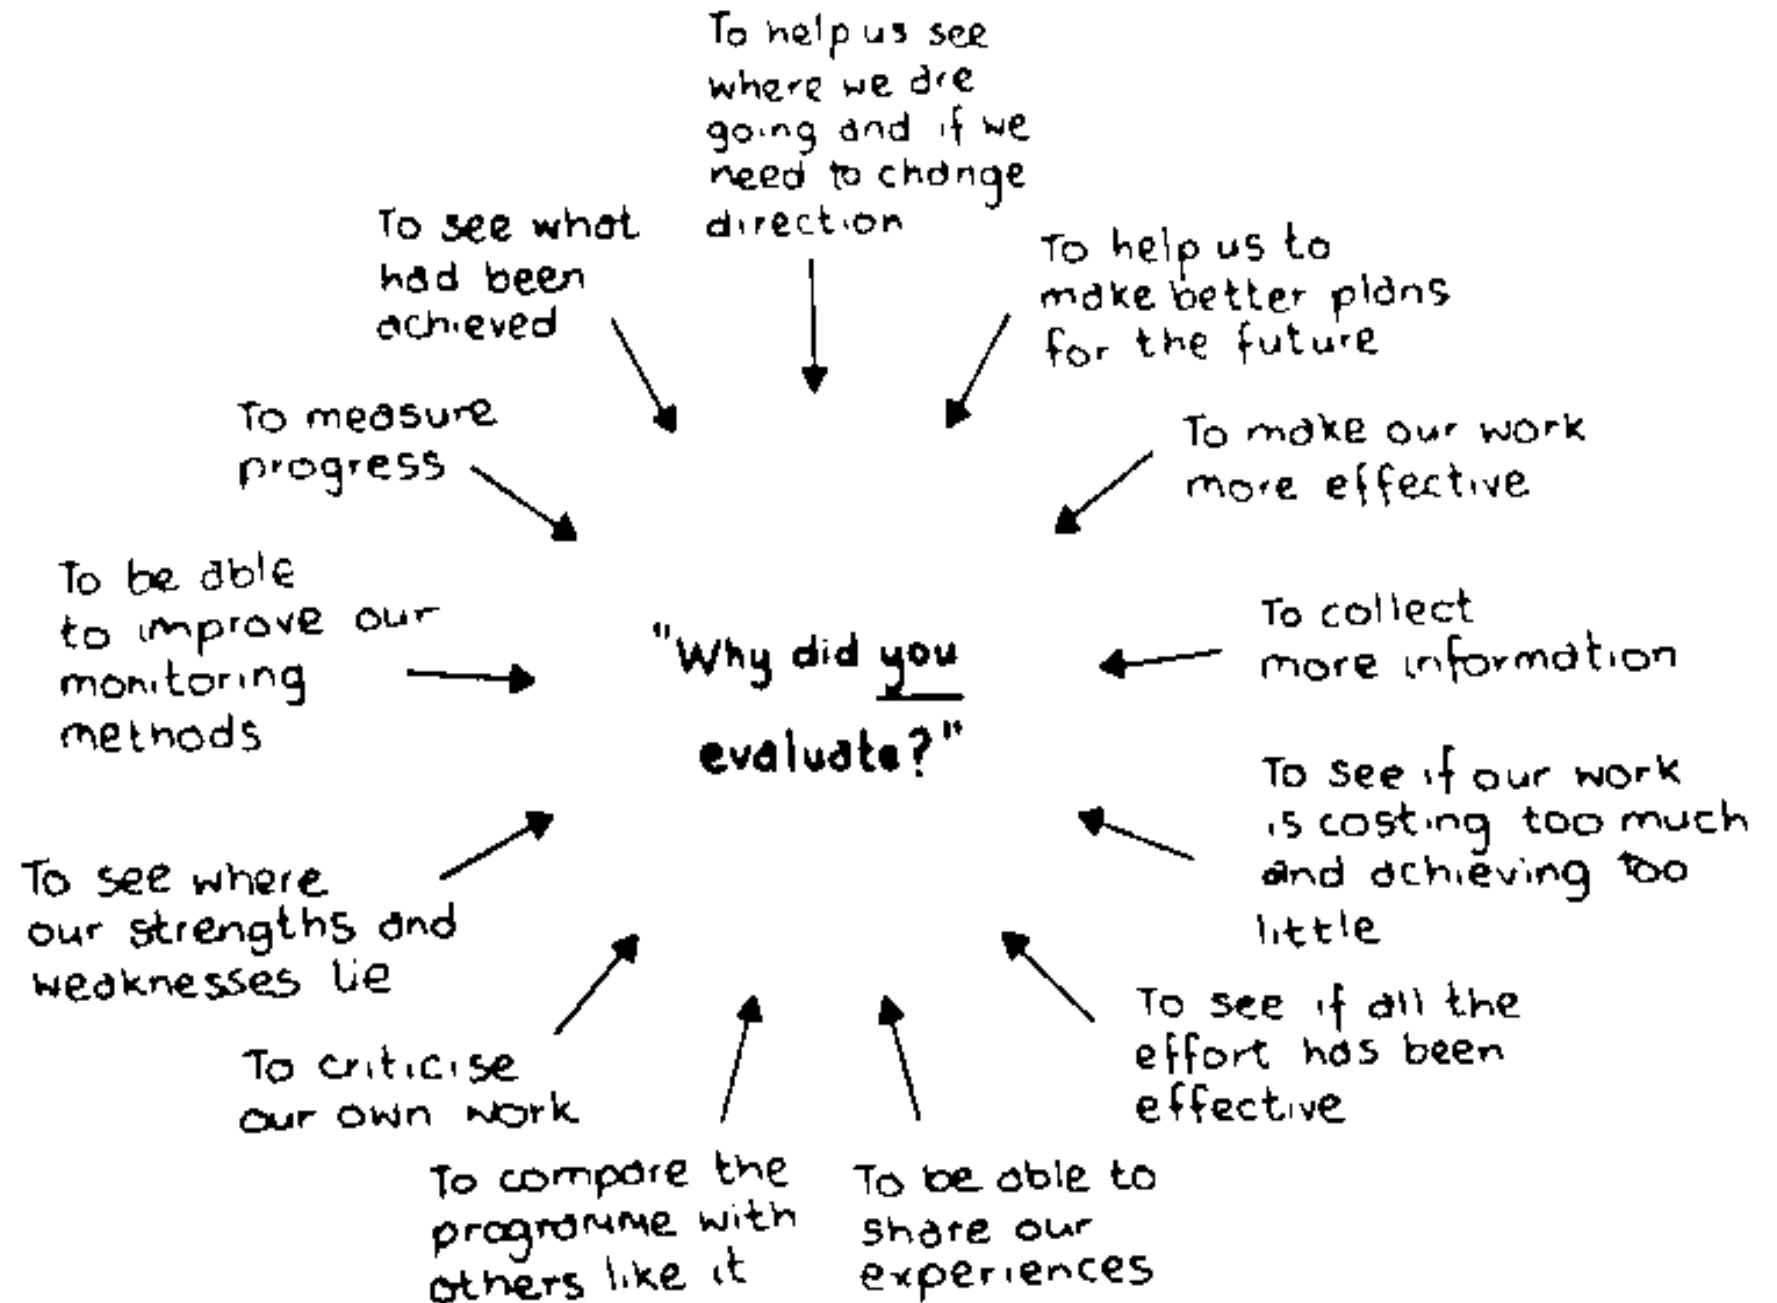 To help us see
where we are
going and if we
need to change
direction
To help us to
make better plans
for the future
To make our work
more effective
To collect
more information
To see if our work
is costing too much
and achieving too
little
To see if all the
effort has been
effective
To be able to
share our
experiences
To compare the
programme with
others like it
To criticise
our own work
To see where
our strengths and
weaknesses lie
To be able
to improve our
monitoring
methods
To measure
progress
To see what
had been
achieved
"Why did you
evaluate?"